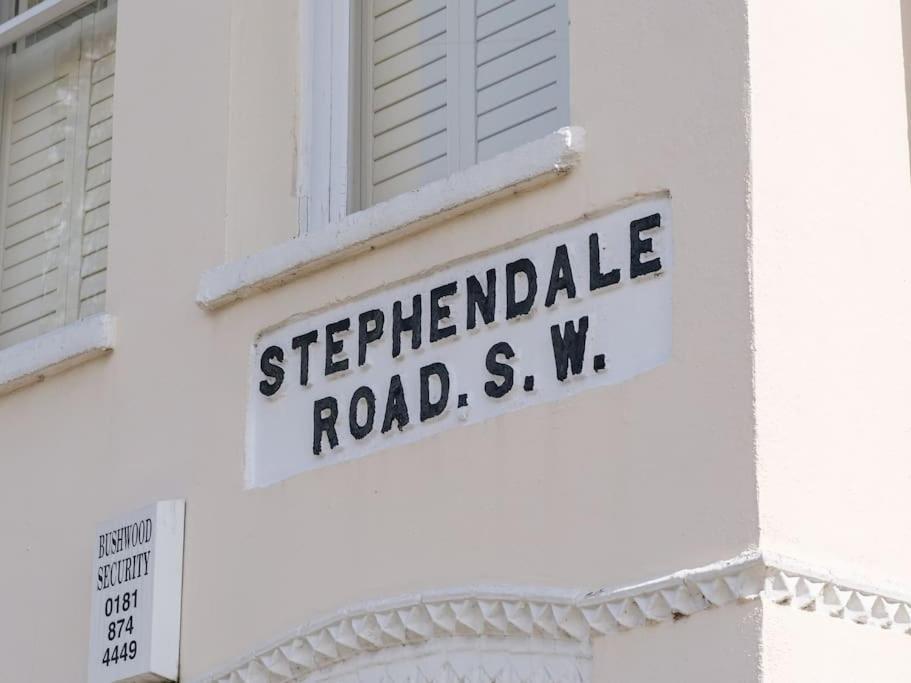 STEPHENDALE
ROAD. S. W.
BUSHWOOD
SECURITY
0181
874
4449